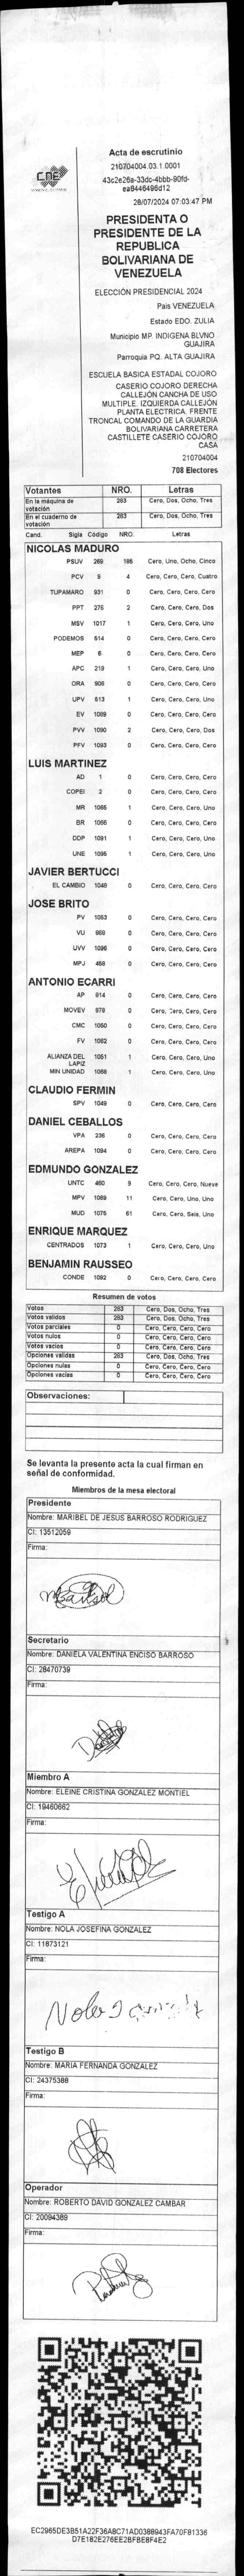 CNE
Acta de escrutinio
210704004.03.1.0001
43c2e26a-33dc-4bbb-90fd-
ea9446496d12
28/07/2024 07:03:47 PM
PRESIDENTA O
PRESIDENTE DE LA
REPUBLICA
BOLIVARIANA DE
VENEZUELA
ELECCIÓN PRESIDENCIAL 2024
Pais VENEZUELA
Estado EDO. ZULIA
Municipio MP. INDIGENA BLVNO
GUAJIRA
Parroquia PQ. ALTA GUAJIRA
ESCUELA BASICA ESTADAL COJORO
CASERIO COJORO DERECHA
CALLEJÓN CANCHA DE USO
MULTIPLE. IZQUIERDA CALLEJÓN
PLANTA ELECTRICA. FRENTE
TRONCAL COMANDO DE LA GUARDIA
BOLIVARIANA CARRETERA
CASTILLETE CASERIO COJORO
CASA
210704004
708 Electores
Votantes NRO. Letras
En la máquina de votación 283 Cero, Dos, Ocho, Tres
En el cuaderno de votación 283 Cero, Dos, Ocho, Tres
Cand. Sigla Código NRO. Letras
NICOLAS MADURO
PSUV 269 185 Cero, Uno, Ocho, Cinco
PCV 9 4 Cero, Cero, Cero, Cuatro
TUPAMARO 931 0 Cero, Cero, Cero, Cero
PPT 276 2 Cero, Cero, Cero, Dos
MSV 1017 1 Cero, Cero, Cero, Uno
PODEMOS 514 0 Cero, Cero, Cero, Cero
MEP 6 0 Cero, Cero, Cero, Cero
APC 219 1 Cero, Cero, Cero, Uno
ORA 906 0 Cero, Cero, Cero, Cero
UPV 613 1 Cero, Cero, Cero, Uno
EV 1089 0 Cero, Cero, Cero, Cero
PVV 1090 2 Cero, Cero, Cero, Dos
PFV 1093 0 Cero, Cero, Cero, Cero
LUIS MARTINEZ
AD 1 0 Cero, Cero, Cero, Cero
COPEI 2 0 Cero, Cero, Cero, Cero
MR 1065 1 Cero, Cero, Cero, Uno
BR 1066 0 Cero, Cero, Cero, Cero
DDP 1091 1 Cero, Cero, Cero, Uno
UNE 1095 1 Cero, Cero, Cero, Uno
JAVIER BERTUCCI
EL CAMBIO 1048 0 Cero, Cero, Cero, Cero
JOSE BRITO
PV 1053 0 Cero, Cero, Cero, Cero
VU 969 0 Cero, Cero, Cero, Cero
UVV 1096 0 Cero, Cero, Cero, Cero
MPJ 458 0 Cero, Cero, Cero, Cero
ANTONIO ECARRI
AP 914 0 Cero, Cero, Cero, Cero
MOVEV 979 0 Cero, Cero, Cero, Cero
CMC 1050 0 Cero, Cero, Cero, Cero
FV 1082 0 Cero, Cero, Cero, Cero
ALIANZA DEL LAPIZ 1051 1 Cero, Cero, Cero, Uno
MIN UNIDAD 1068 1 Cero, Cero, Cero, Uno
CLAUDIO FERMIN
SPV 1049 0 Cero, Cero, Cero, Cero
DANIEL CEBALLOS
VPA 236 0 Cero, Cero, Cero, Cero
AREPA 1094 0 Cero, Cero, Cero, Cero
EDMUNDO GONZALEZ
UNTC 460 9 Cero, Cero, Cero, Nueve
MPV 1069 11 Cero, Cero, Uno, Uno
MUD 1075 61 Cero, Cero, Seis, Uno
ENRIQUE MARQUEZ
CENTRADOS 1073 1 Cero, Cero, Cero, Uno
BENJAMIN RAUSSEO
CONDE 1092 0 Cero, Cero, Cero, Cero
Resumen de votos
Votos 283 Cero, Dos, Ocho, Tres
Votos validos 283 Cero, Dos, Ocho, Tres
Votos parciales 0 Cero, Cero, Cero, Cero
Votos nulos 0 Cero, Cero, Cero, Cero
Votos vacios 0 Cero, Cero, Cero, Cero
Opciones validas 283 Cero, Dos, Ocho, Tres
Opciones nulas 0 Cero, Cero, Cero, Cero
Opciones vacias 0 Cero, Cero, Cero, Cero
Observaciones:
Se levanta la presente acta la cual firman en
señal de conformidad.
Miembros de la mesa electoral
Presidente
Nombre: MARIBEL DE JESUS BARROSO RODRIGUEZ
CI: 13512059
Firma:
Secretario
Nombre: DANIELA VALENTINA ENCISO BARROSO
CI: 28470739
Firma:
Miembro A
Nombre: ELEINE CRISTINA GONZALEZ MONTIEL
CI: 19460662
Firma:
Testigo A
Nombre: NOLA JOSEFINA GONZALEZ
CI: 11873121
Firma:
Testigo B
Nombre: MARIA FERNANDA GONZALEZ
CI: 24375388
Firma:
Operador
Nombre: ROBERTO DAVID GONZALEZ CAMBAR
CI: 20094389
Firma:
EC2965DE3B51A22F36A8C71AD0388943FA70F81336
D7E182E276EE2BFBE8F4E2